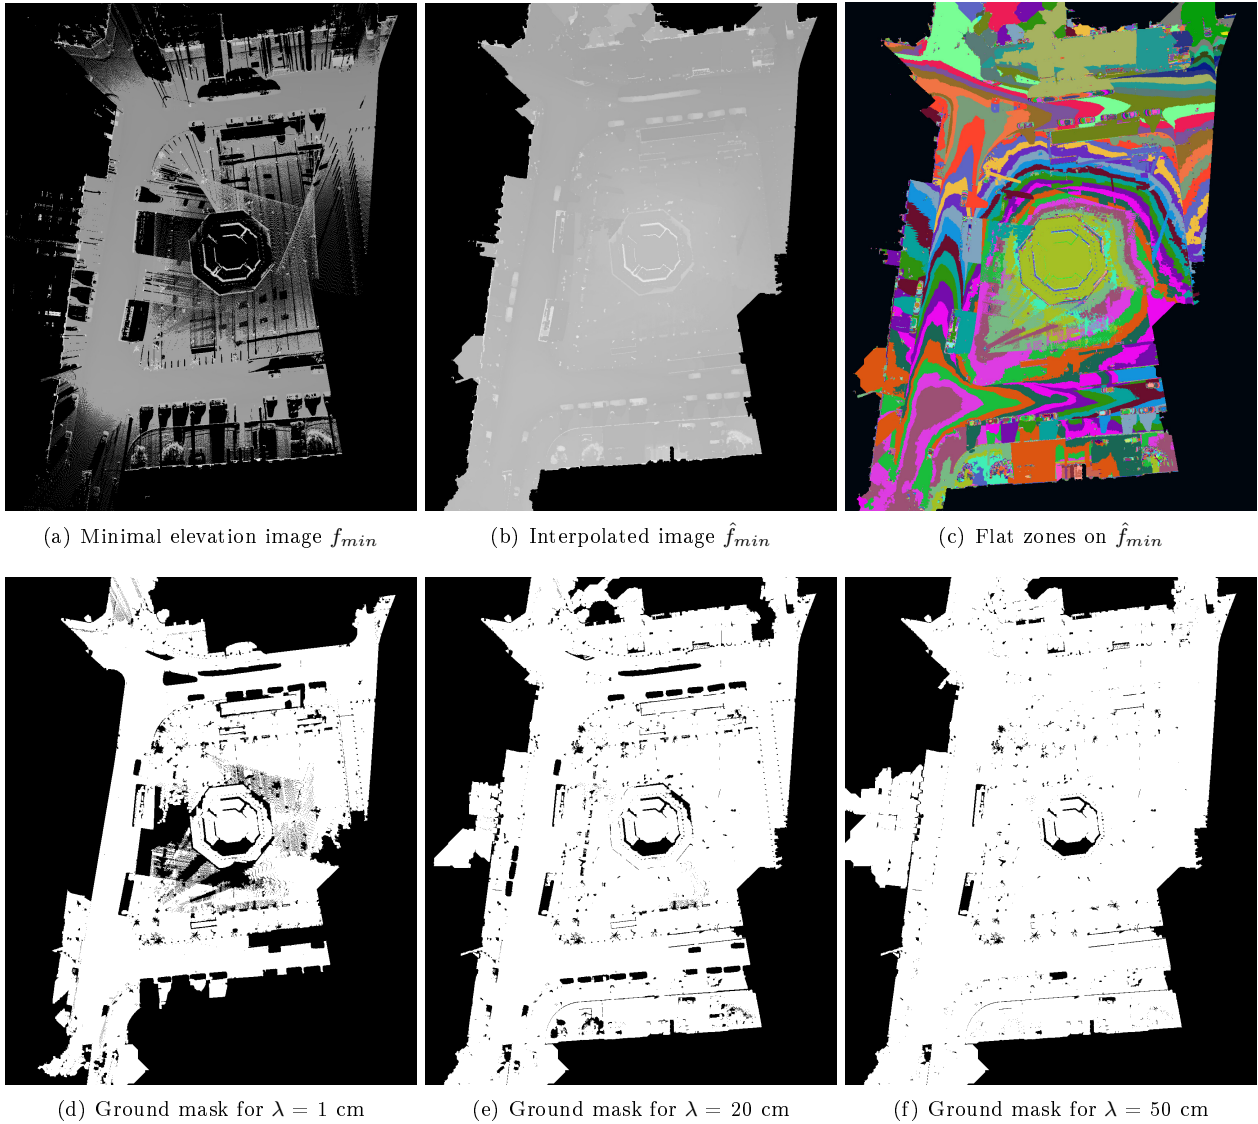 (a) Minimal elevation image f_min
(b) Interpolated image f̂_min
(c) Flat zones on f̂_min
(d) Ground mask for λ = 1 cm
(e) Ground mask for λ = 20 cm
(f) Ground mask for λ = 50 cm